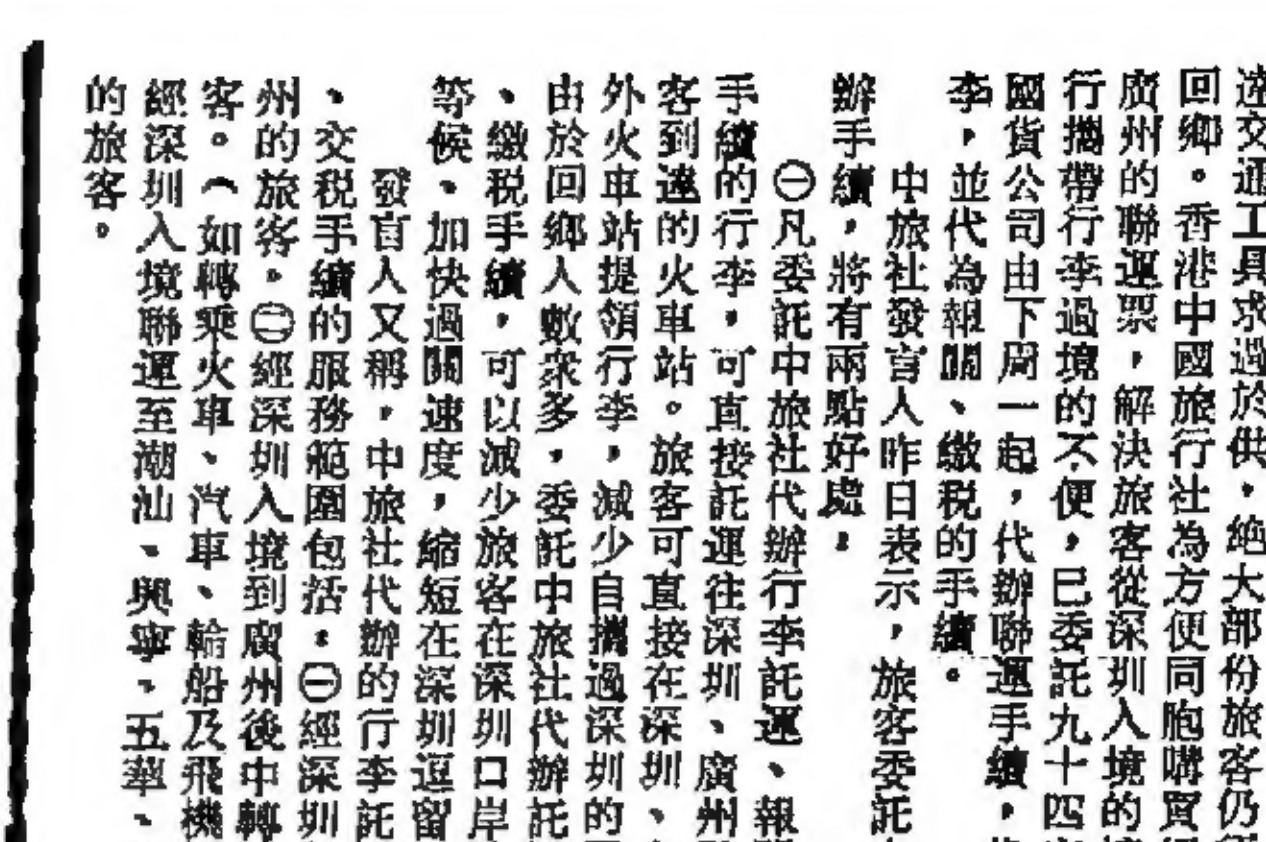 遠交通工具求過於供，絕大部份旅客仍
回鄉。香港中國旅行社為方便同胞購買
廣州的聯運票，解決旅客從深圳入境的
行攜帶行李過境的不便，已委託九十四
國貨公司由下周一起，代辦聯運手續，
李，並代為報關、繳稅的手續。
中旅社發言人昨日表示，旅客委託
辦手續，將有兩點好處，
㊀凡委託中旅社代辦行李託運、報
手續的行李，可直接託運往深圳、廣州
客到達的火車站。旅客可直接在深圳、
外火車站提領行李，減少自攜過深圳的
由於回鄉人數眾多，委託中旅社代辦託
、繳稅手續，可以減少旅客在深圳口岸
等候、加快過關速度，縮短在深圳逗留
發言人又稱，中旅社代辦的行李託
、交稅手續的服務範圍包括：㊀經深圳
州的旅客。㊁經深圳入境到廣州後中轉
客。（如轉乘火車、汽車、輪船及飛機
經深圳入境聯運至潮汕、興寧、五華、
的旅客。